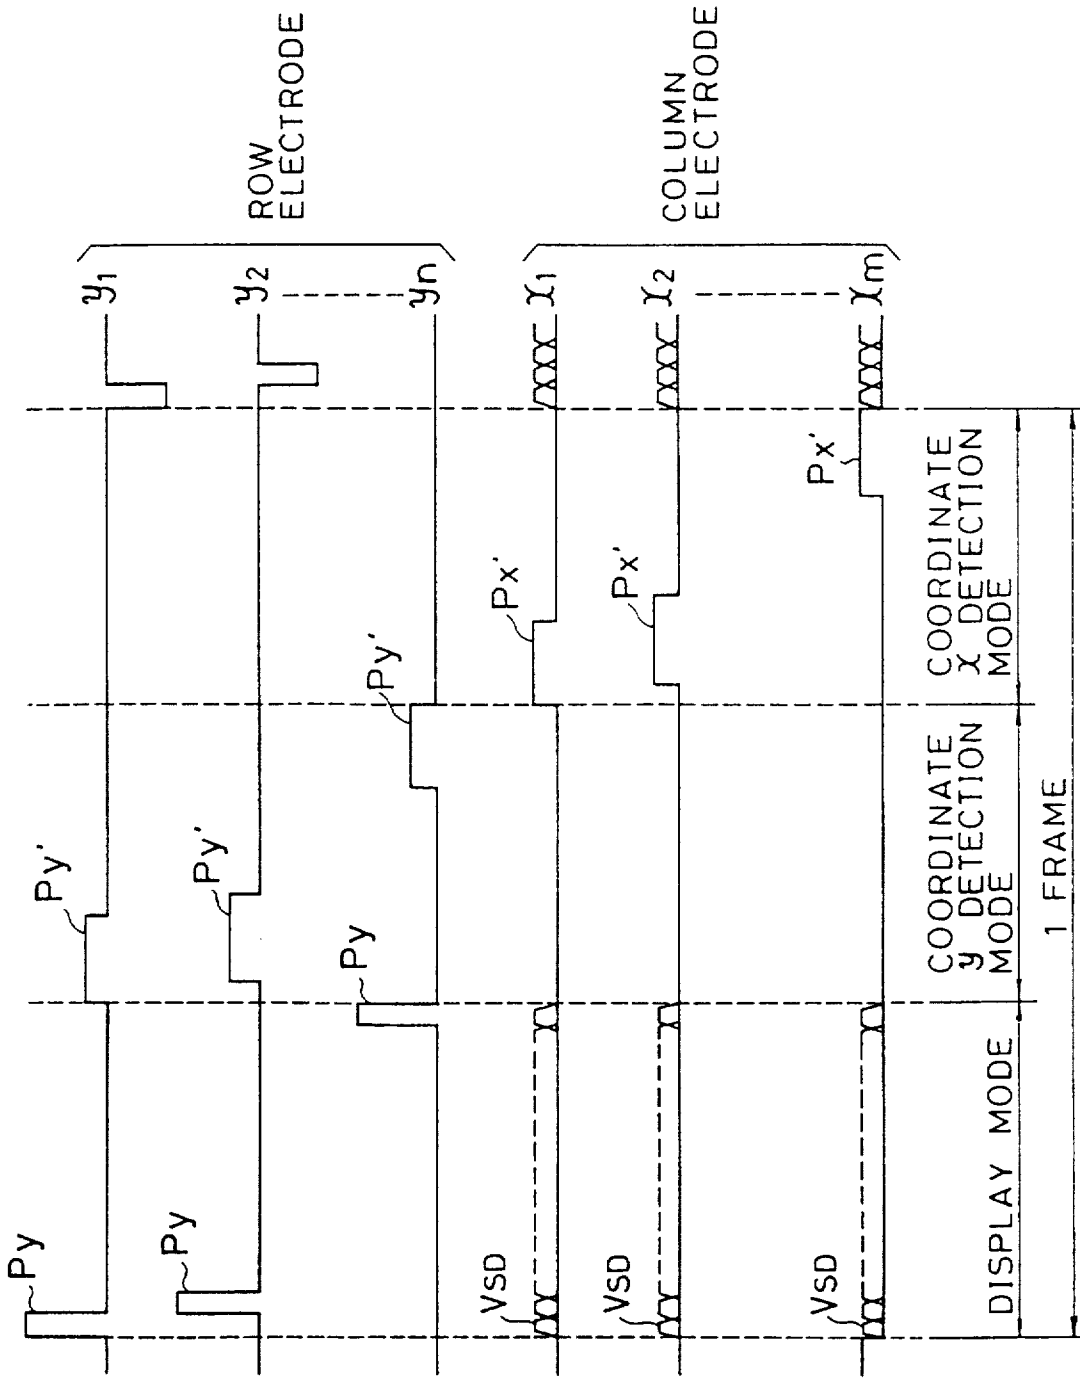 Py
Py'
y1
Py
Py'
y2
ROW
ELECTRODE
Py
Py'
yn
VSD
Px'
x1
VSD
Px'
x2
COLUMN
ELECTRODE
VSD
Px'
xm
DISPLAY MODE
COORDINATE
y DETECTION
MODE
COORDINATE
x DETECTION
MODE
1 FRAME